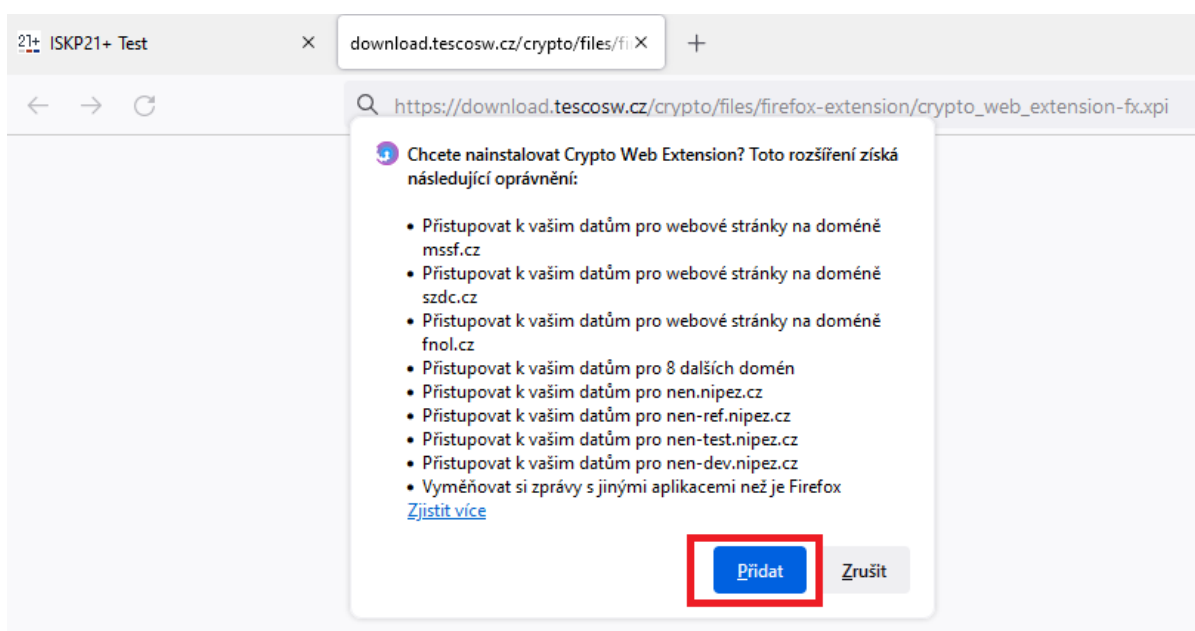 21+ ISKP21+ Test
download.tescosw.cz/crypto/files/fi
https://download.tescosw.cz/crypto/files/firefox-extension/crypto_web_extension-fx.xpi
Chcete nainstalovat Crypto Web Extension? Toto rozšíření získá
následující oprávnění:
• Přistupovat k vašim datům pro webové stránky na doméně
mssf.cz
• Přistupovat k vašim datům pro webové stránky na doméně
szdc.cz
• Přistupovat k vašim datům pro webové stránky na doméně
fnol.cz
• Přistupovat k vašim datům pro 8 dalších domén
• Přistupovat k vašim datům pro nen.nipez.cz
• Přistupovat k vašim datům pro nen-ref.nipez.cz
• Přistupovat k vašim datům pro nen-test.nipez.cz
• Přistupovat k vašim datům pro nen-dev.nipez.cz
• Vyměňovat si zprávy s jinými aplikacemi než je Firefox
Zjistit více
Přidat Zrušit